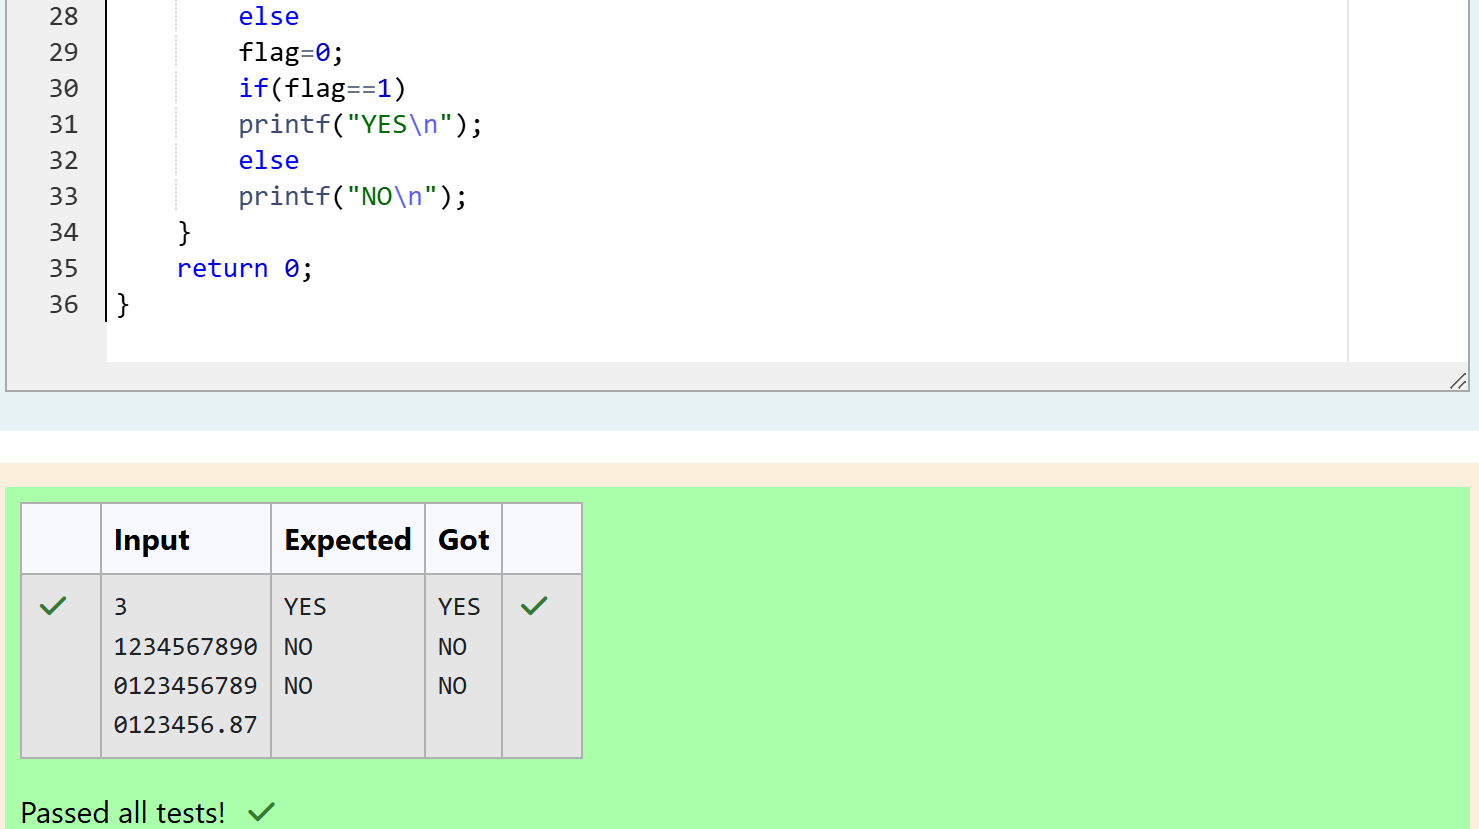 28 else
29 flag=0;
30 if(flag==1)
31 printf("YES\n");
32 else
33 printf("NO\n");
34 }
35 return 0;
36 }
Input Expected Got
3 YES YES
1234567890 NO NO
0123456789 NO NO
0123456.87
Passed all tests!